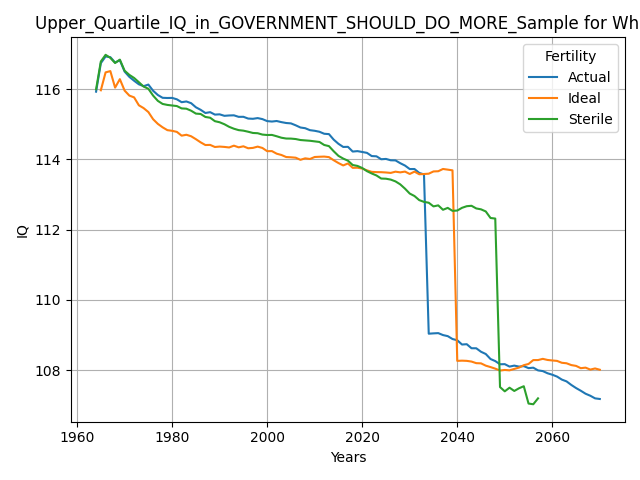 Upper_Quartile_IQ_in_GOVERNMENT_SHOULD_DO_MORE_Sample for Wh
Fertility
Actual
Ideal
Sterile
116
114
112
110
108
IQ
1960
1980
2000
2020
2040
2060
Years